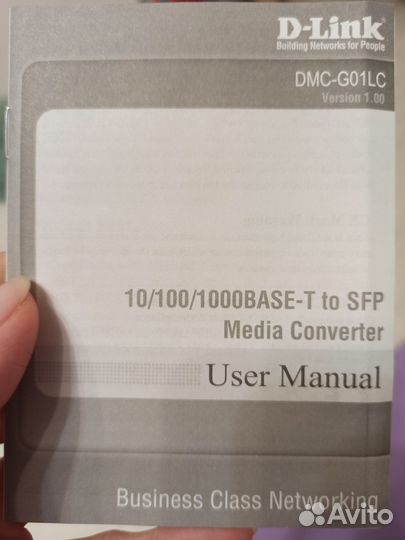 D-Link
Building Networks for People
DMC-G01LC
Version 1.00
10/100/1000BASE-T to SFP
Media Converter
User Manual
Business Class Networking
Avito